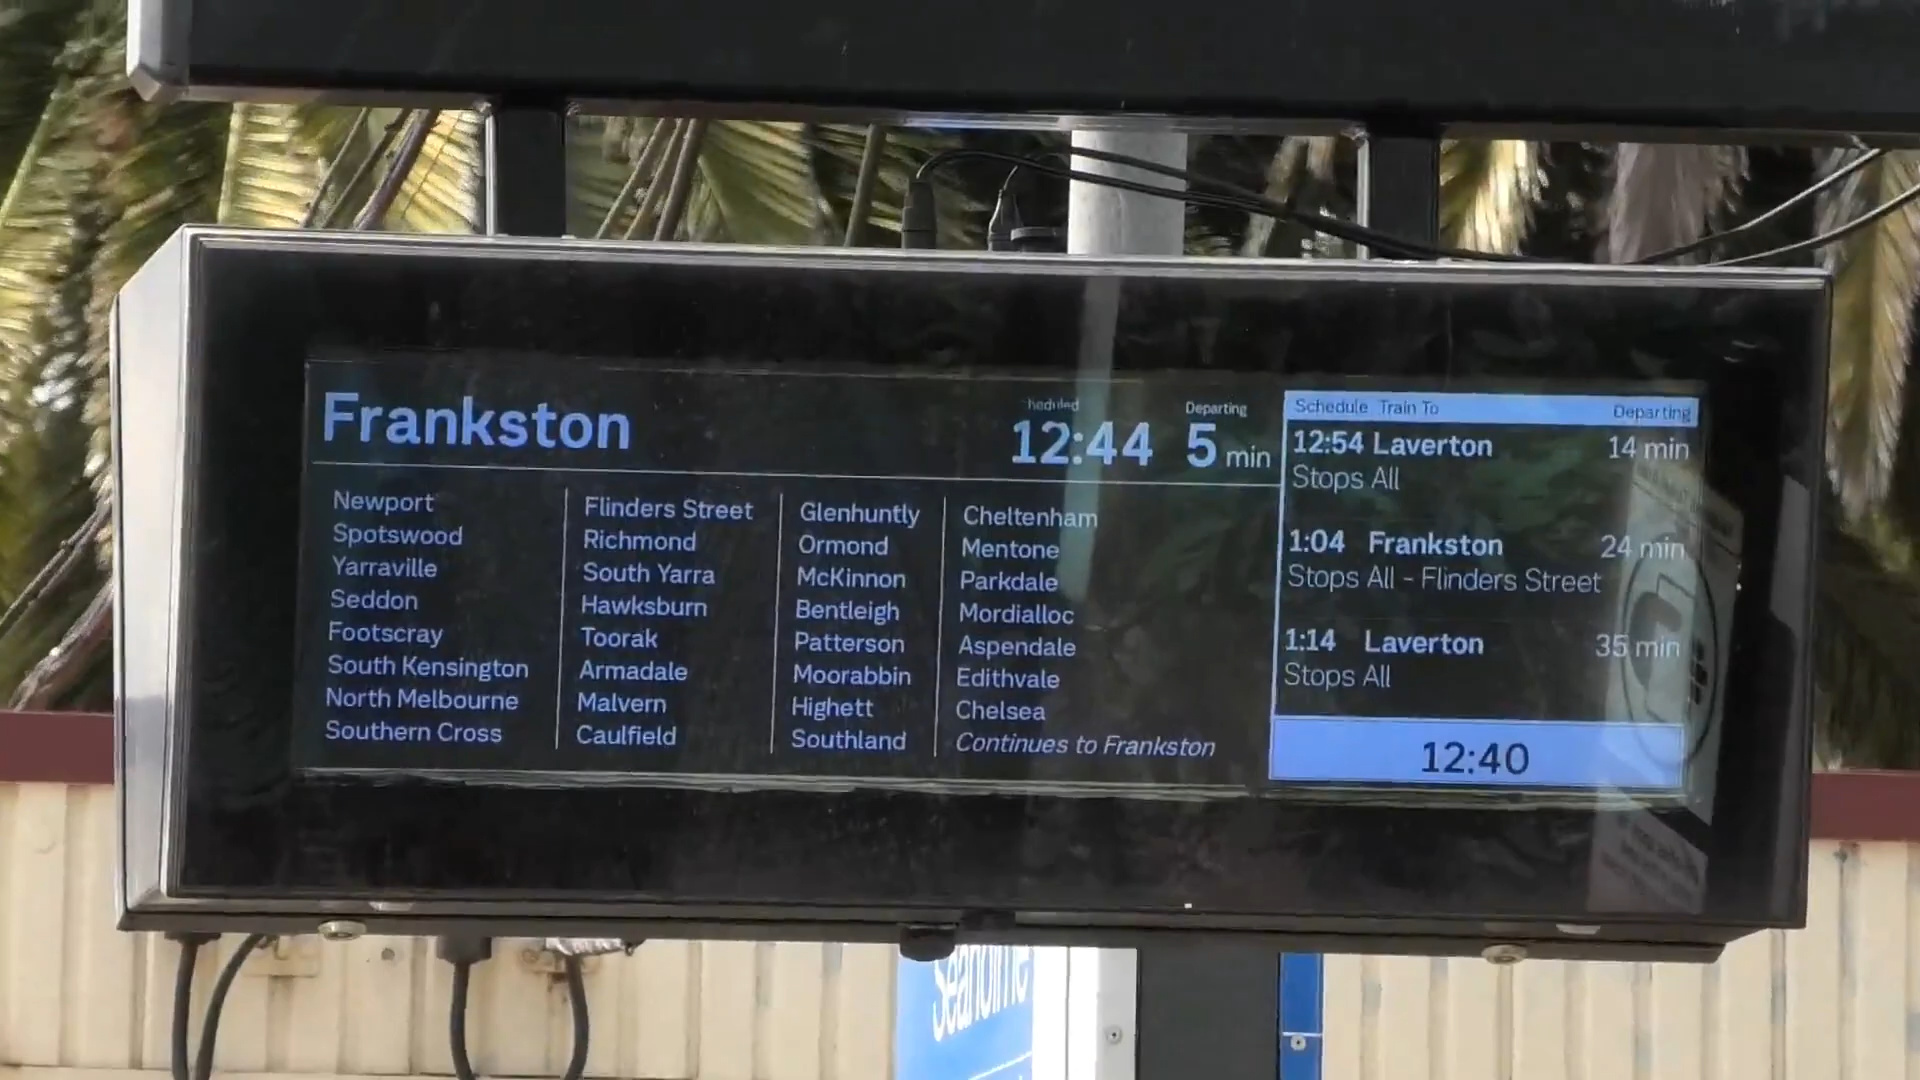 Frankston
heduled
12:44
Departing
5 min
Newport
Spotswood
Yarraville
Seddon
Footscray
South Kensington
North Melbourne
Southern Cross
Flinders Street
Richmond
South Yarra
Hawksburn
Toorak
Armadale
Malvern
Caulfield
Glenhuntly
Ormond
McKinnon
Bentleigh
Patterson
Moorabbin
Highett
Southland
Cheltenham
Mentone
Parkdale
Mordialloc
Aspendale
Edithvale
Chelsea
Continues to Frankston
Schedule Train To Departing
12:54 Laverton 14 min
Stops All
1:04 Frankston 24 min
Stops All - Flinders Street
1:14 Laverton 35 min
Stops All
12:40
Seaholme